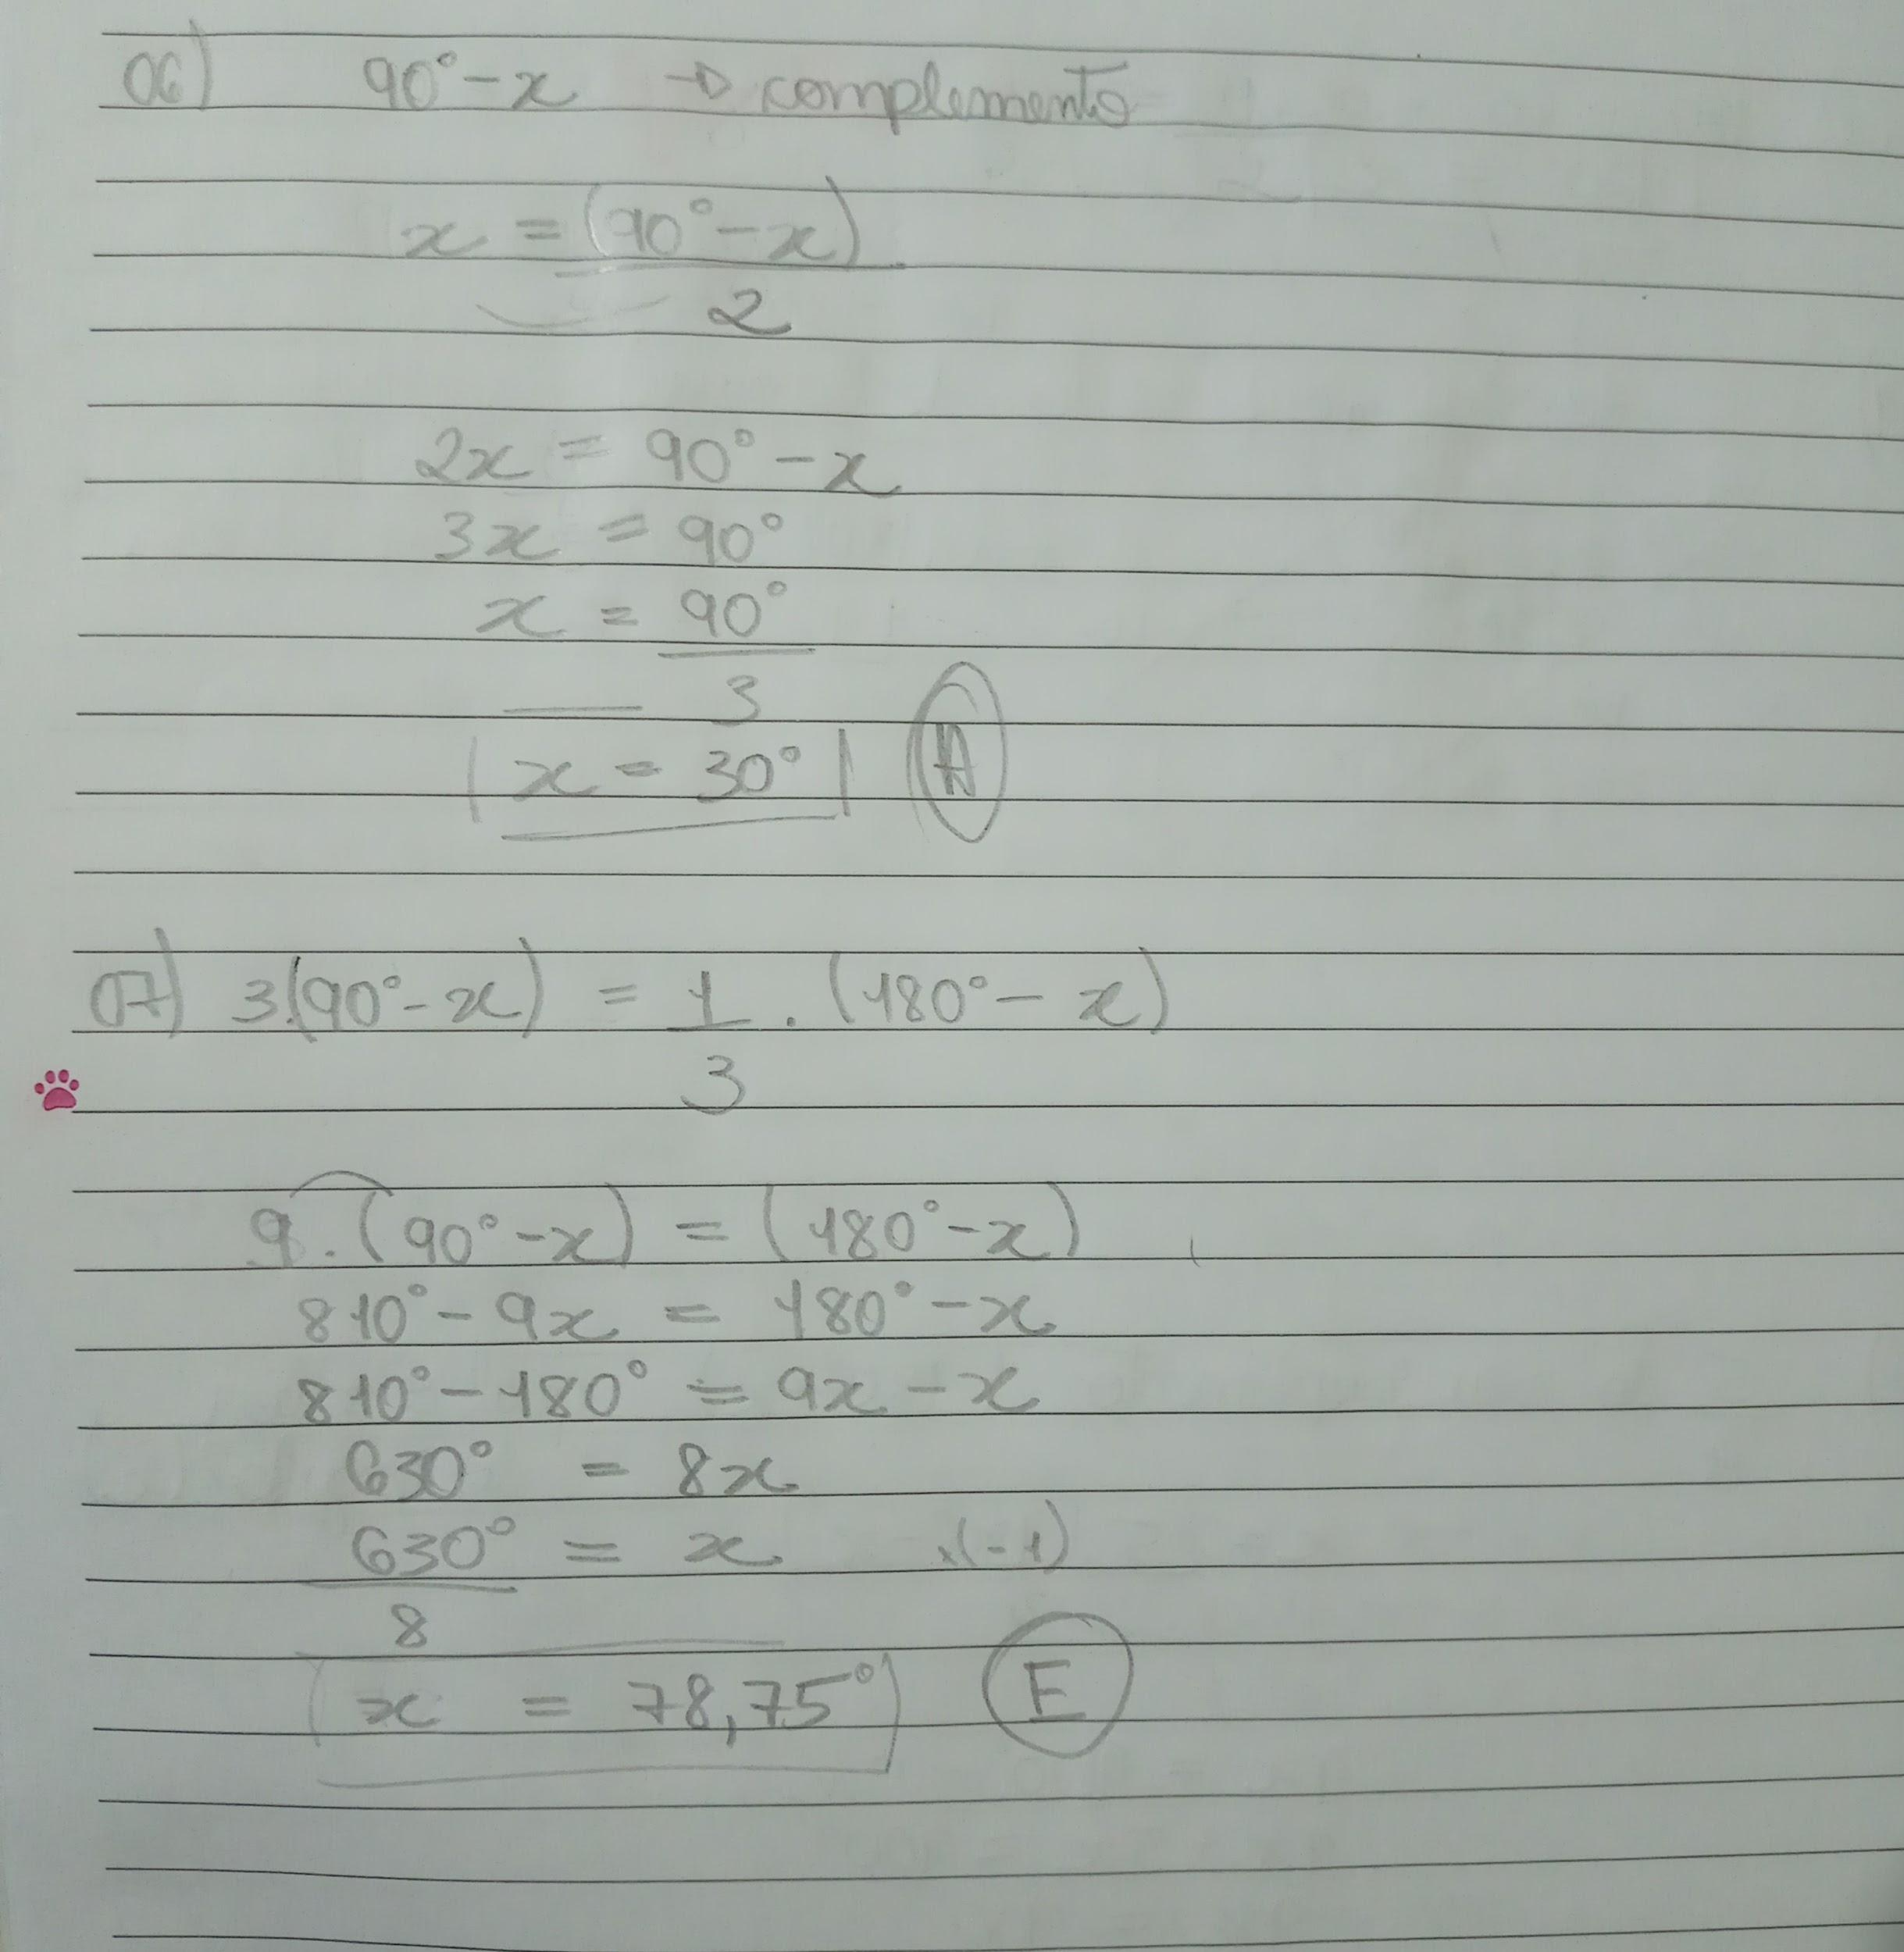 06) 90° - x → complemento
x = (90° - x)
2
2x = 90° - x
3x = 90°
x = 90°
3
x = 30° A
07) 3.(90° - x) = 1 . (180° - x)
3
9.(90° - x) = (180° - x)
810° - 9x = 180° - x
810° - 180° = 9x - x
630° = 8x
630° = x .(-1)
8
x = 78,75° E